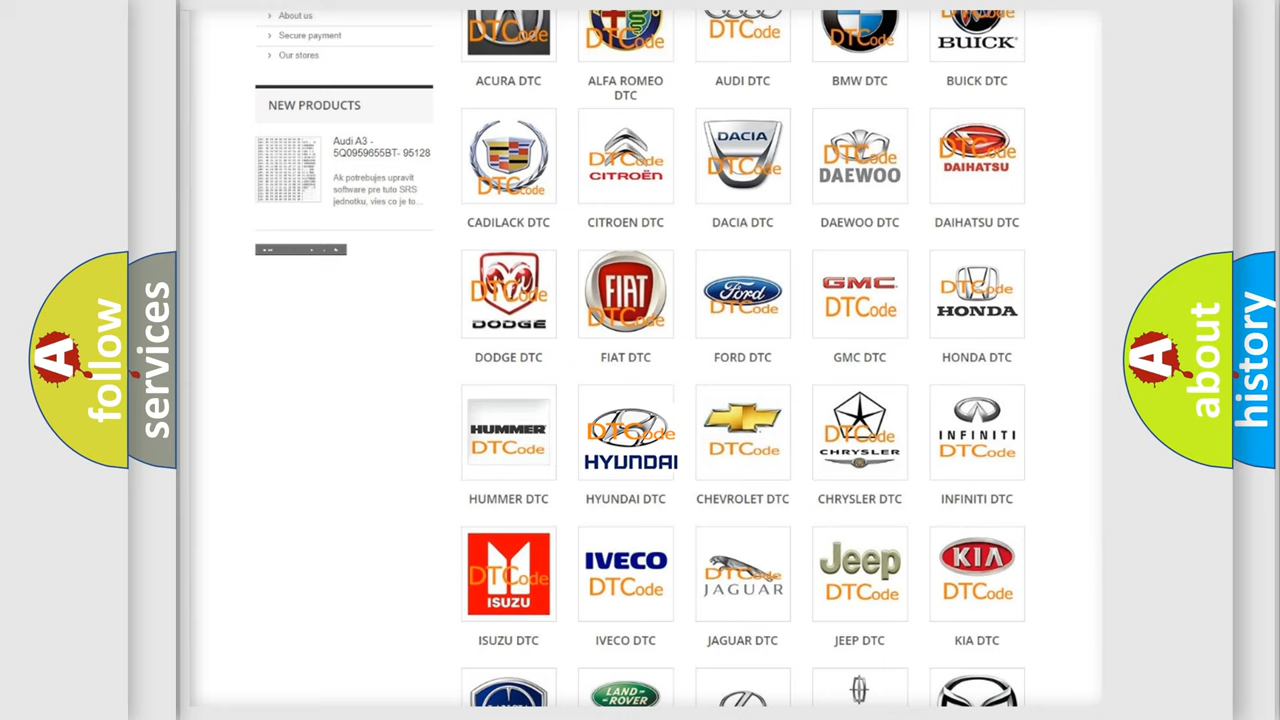 About us
Secure payment
Our stores
NEW PRODUCTS
Audi A3 -
5Q0959655BT- 95128
Ak potrebujes upravit
software pre tuto SRS
jednotku, vies co je to...
A
follow
services
A
about
history
DTCode
DTCode
DTCode
DTCode
BUICK
ACURA DTC
ALFA ROMEO
DTC
AUDI DTC
BMW DTC
BUICK DTC
DTCode
DTCode
CITROËN
DACIA
DTCode
DTCode
DAEWOO
DTCode
DAIHATSU
CADILACK DTC
CITROEN DTC
DACIA DTC
DAEWOO DTC
DAIHATSU DTC
DTCode
DODGE
FIAT
DTCode
Ford
DTCode
GMC
DTCode
DTCode
HONDA
DODGE DTC
FIAT DTC
FORD DTC
GMC DTC
HONDA DTC
HUMMER
DTCode
DTCode
HYUNDAI
DTCode
DTCode
CHRYSLER
INFINITI
DTCode
HUMMER DTC
HYUNDAI DTC
CHEVROLET DTC
CHRYSLER DTC
INFINITI DTC
DTCode
ISUZU
IVECO
DTCode
DTCode
JAGUAR
Jeep
DTCode
KIA
DTCode
ISUZU DTC
IVECO DTC
JAGUAR DTC
JEEP DTC
KIA DTC
LAND-
ROVER